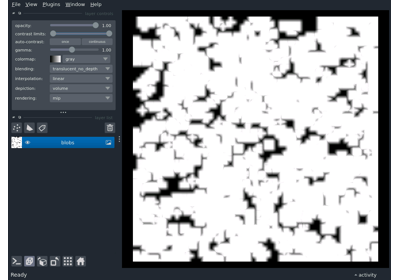 File View Plugins Window Help
opacity: 1.00
contrast limits:
auto-contrast: once continuous
gamma: 1.00
colormap: gray
blending: translucent_no_depth
interpolation: linear
depiction: volume
rendering: mip
blobs
Ready
activity